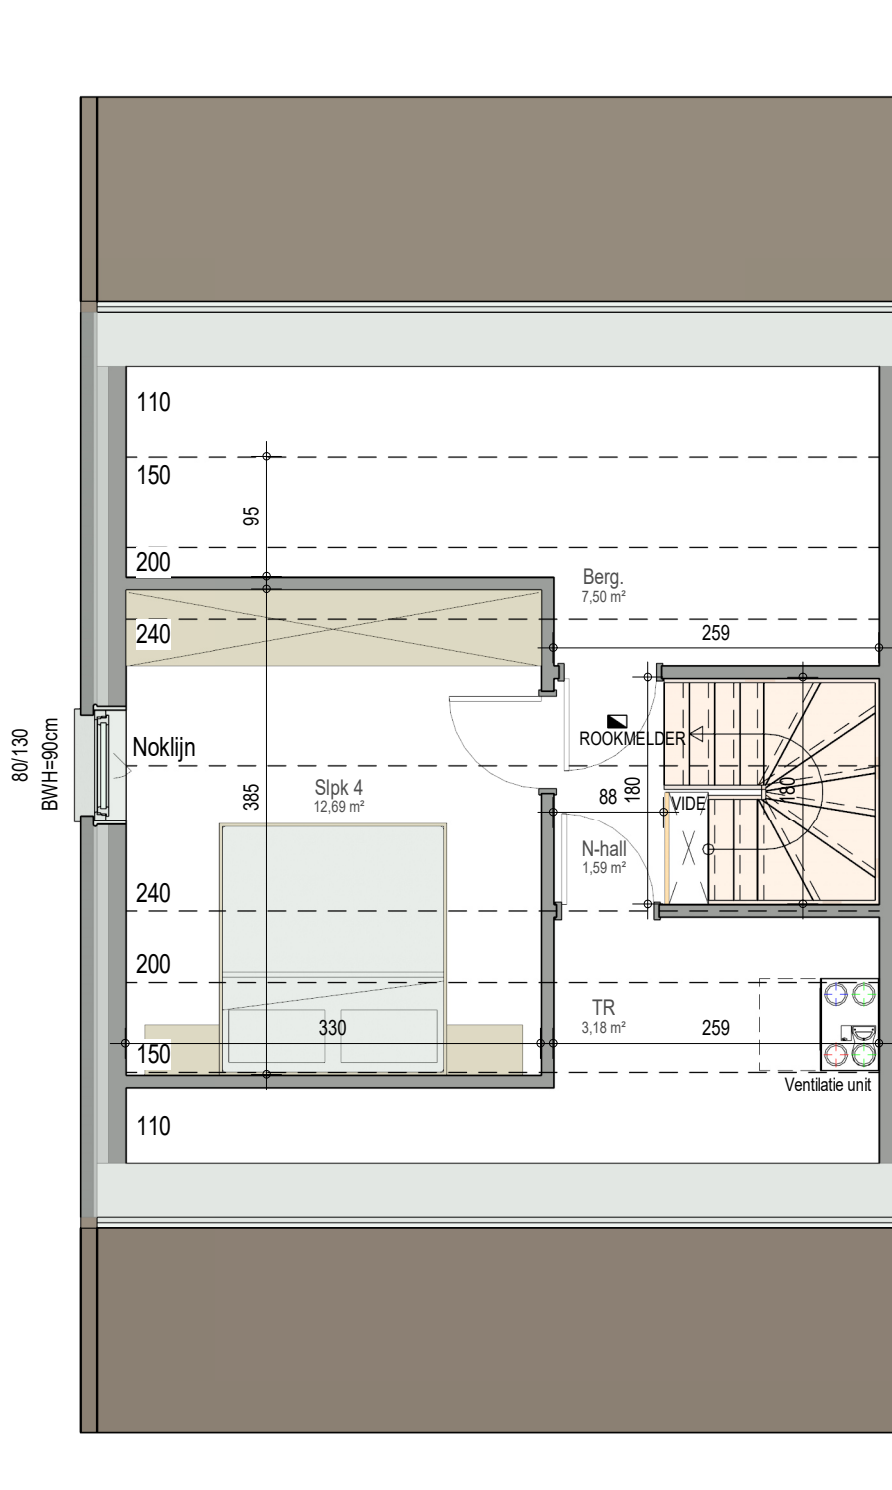 110
150
95
200
Berg.
7,50 m²
240
259
80/130
BWH=90cm
Noklijn
ROOKMELDER
Slpk 4
12,69 m²
385
88
180
VIDE
180
N-hall
1,59 m²
240
200
TR
3,18 m²
330
259
150
Ventilatie unit
110